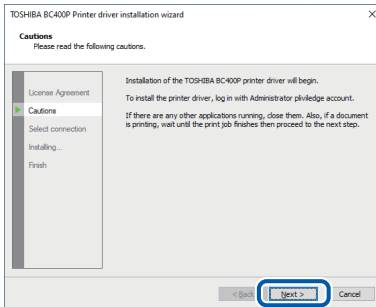 TOSHIBA BC400P Printer driver installation wizard
Cautions
Please read the following cautions.
License Agreement
Cautions
Select connection
Installing...
Finish
Installation of the TOSHIBA BC400P printer driver will begin.
To install the printer driver, log in with Administrator pliviledge account.
If there are any other applications running, close them. Also, if a document
is printing, wait until the print job finishes then proceed to the next step.
< Back
Next >
Cancel